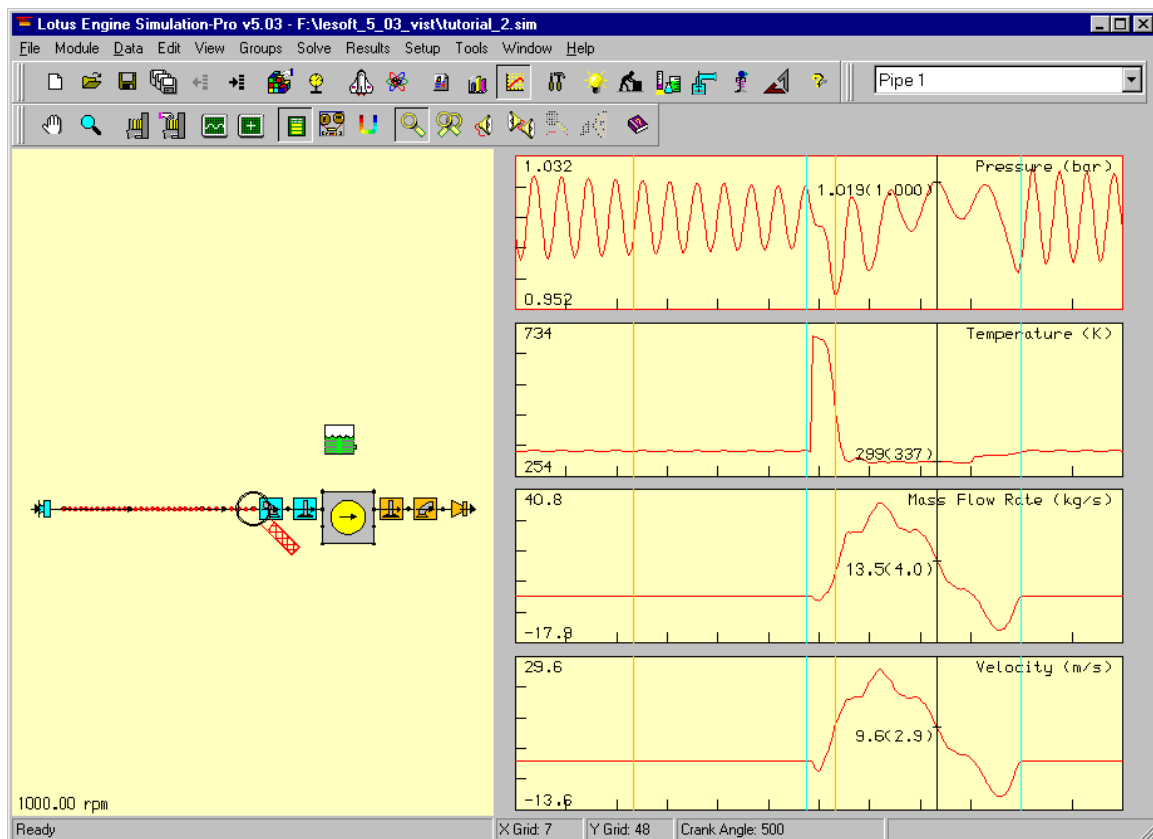 Lotus Engine Simulation-Pro v5.03 - F:\lesoft_5_03_vist\tutorial_2.sim
File Module Data Edit View Groups Solve Results Setup Tools Window Help
Pipe 1
1.032 Pressure (bar)
1.019(1.000)
0.952
734 Temperature (K)
299(337)
254
40.8 Mass Flow Rate (kg/s)
13.5(4.0)
-17.9
29.6 Velocity (m/s)
9.6(2.9)
-13.6
1000.00 rpm
Ready X Grid: 7 Y Grid: 48 Crank Angle: 500